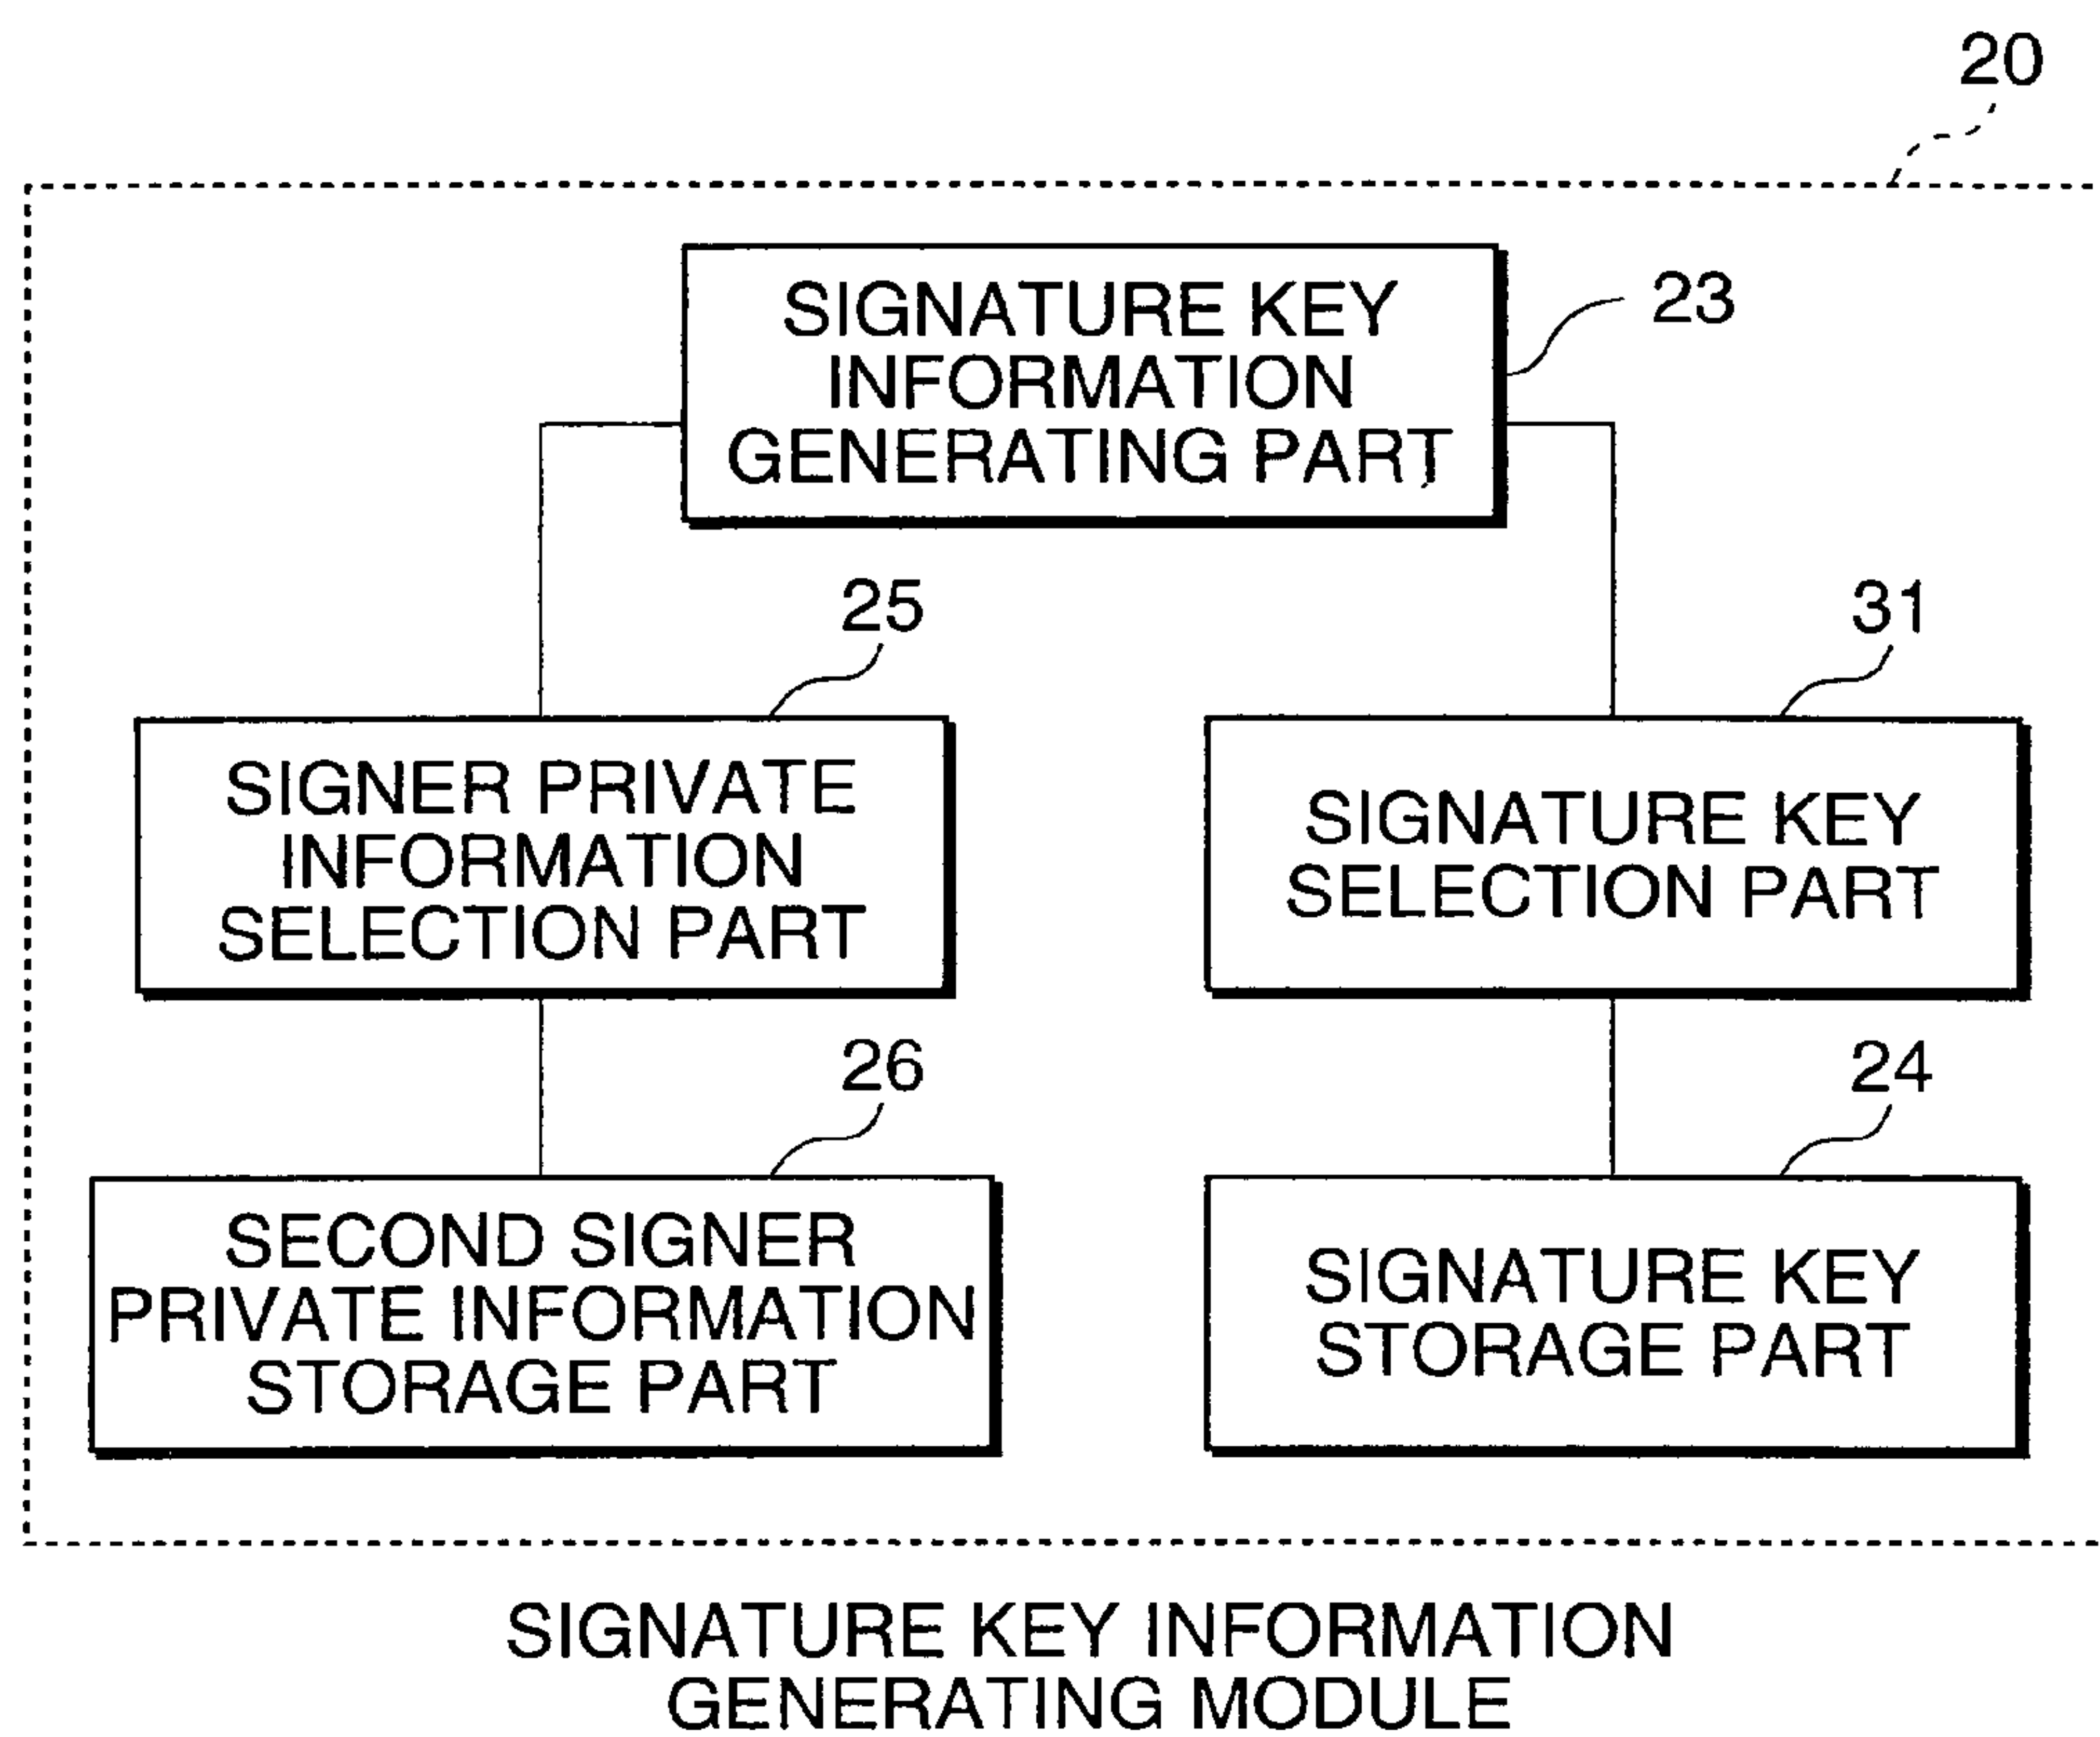 20
SIGNATURE KEY
INFORMATION
GENERATING PART
23
25
31
SIGNER PRIVATE
INFORMATION
SELECTION PART
SIGNATURE KEY
SELECTION PART
26
24
SECOND SIGNER
PRIVATE INFORMATION
STORAGE PART
SIGNATURE KEY
STORAGE PART
SIGNATURE KEY INFORMATION
GENERATING MODULE